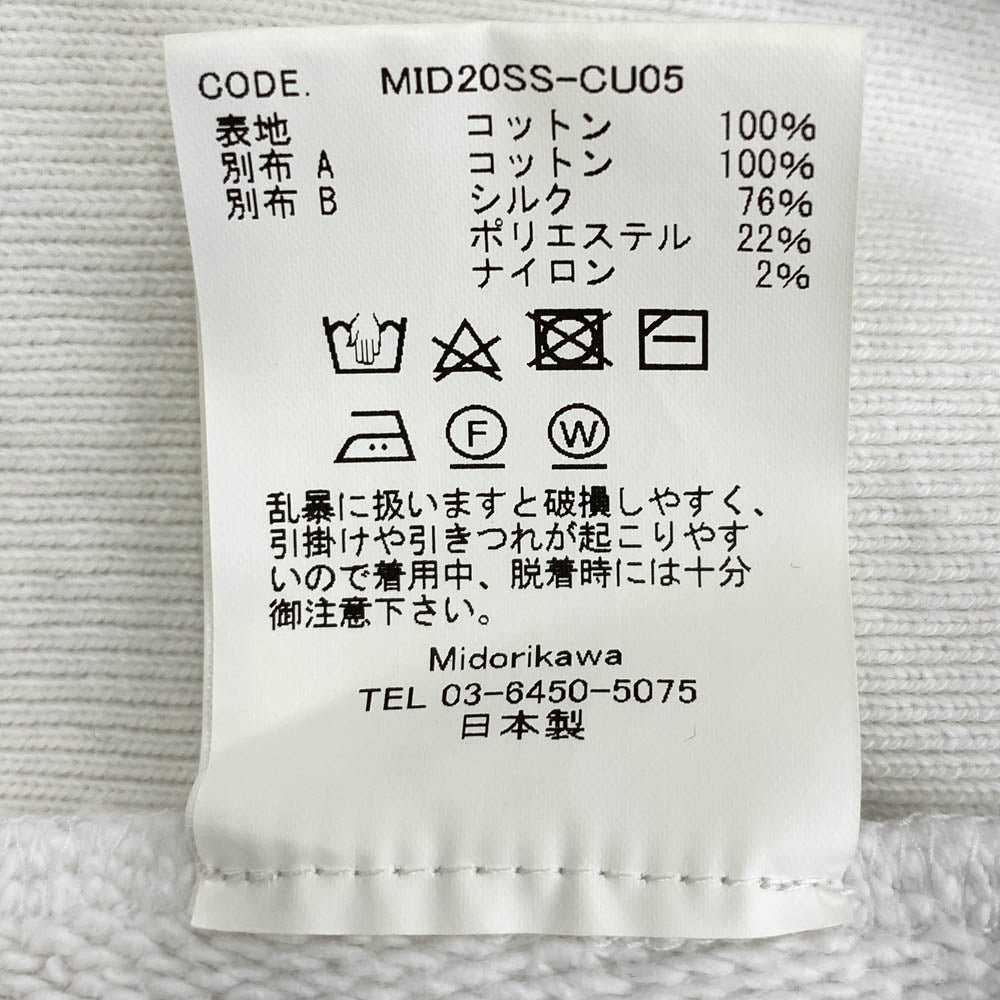 CODE. MID20SS-CU05
表地 コットン 100%
別布 A コットン 100%
別布 B シルク 76%
ポリエステル 22%
ナイロン 2%
F W
乱暴に扱いますと破損しやすく、
引掛けや引きつれが起こりやす
いので着用中、脱着時には十分
御注意下さい。
Midorikawa
TEL 03-6450-5075
日本製